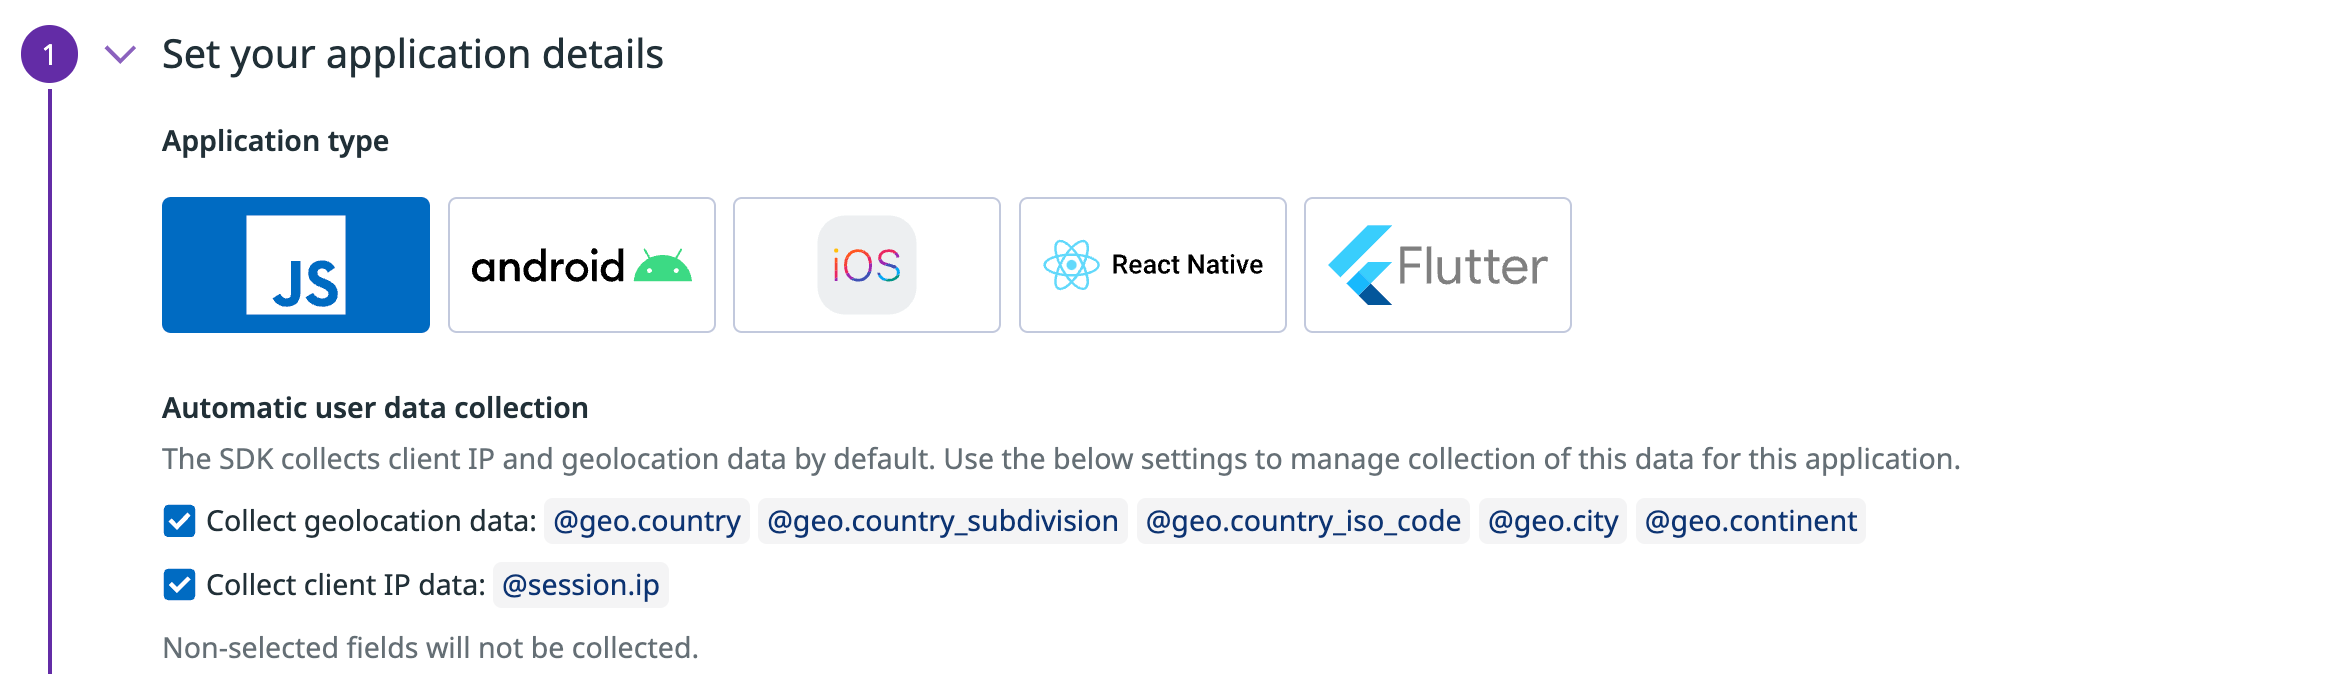 1 Set your application details
Application type
JS android iOS React Native Flutter
Automatic user data collection
The SDK collects client IP and geolocation data by default. Use the below settings to manage collection of this data for this application.
Collect geolocation data: @geo.country @geo.country_subdivision @geo.country_iso_code @geo.city @geo.continent
Collect client IP data: @session.ip
Non-selected fields will not be collected.